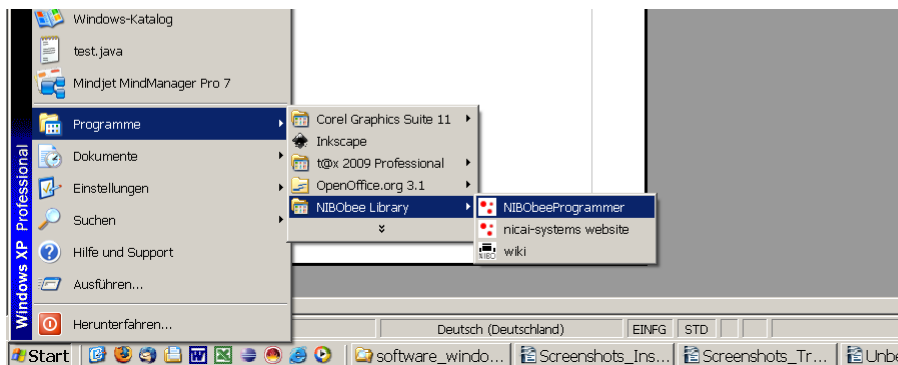 Windows-Katalog
test.java
Mindjet MindManager Pro 7
Programme
Dokumente
Einstellungen
Suchen
Hilfe und Support
Ausführen...
Herunterfahren...
Windows XP Professional
Corel Graphics Suite 11
Inkscape
t@x 2009 Professional
OpenOffice.org 3.1
NIBObee Library
NIBObeeProgrammer
nicai-systems website
NIBO
wiki
Deutsch (Deutschland) EINFG STD
Start software_windo... Screenshots_Ins... Screenshots_Tr... Unbe